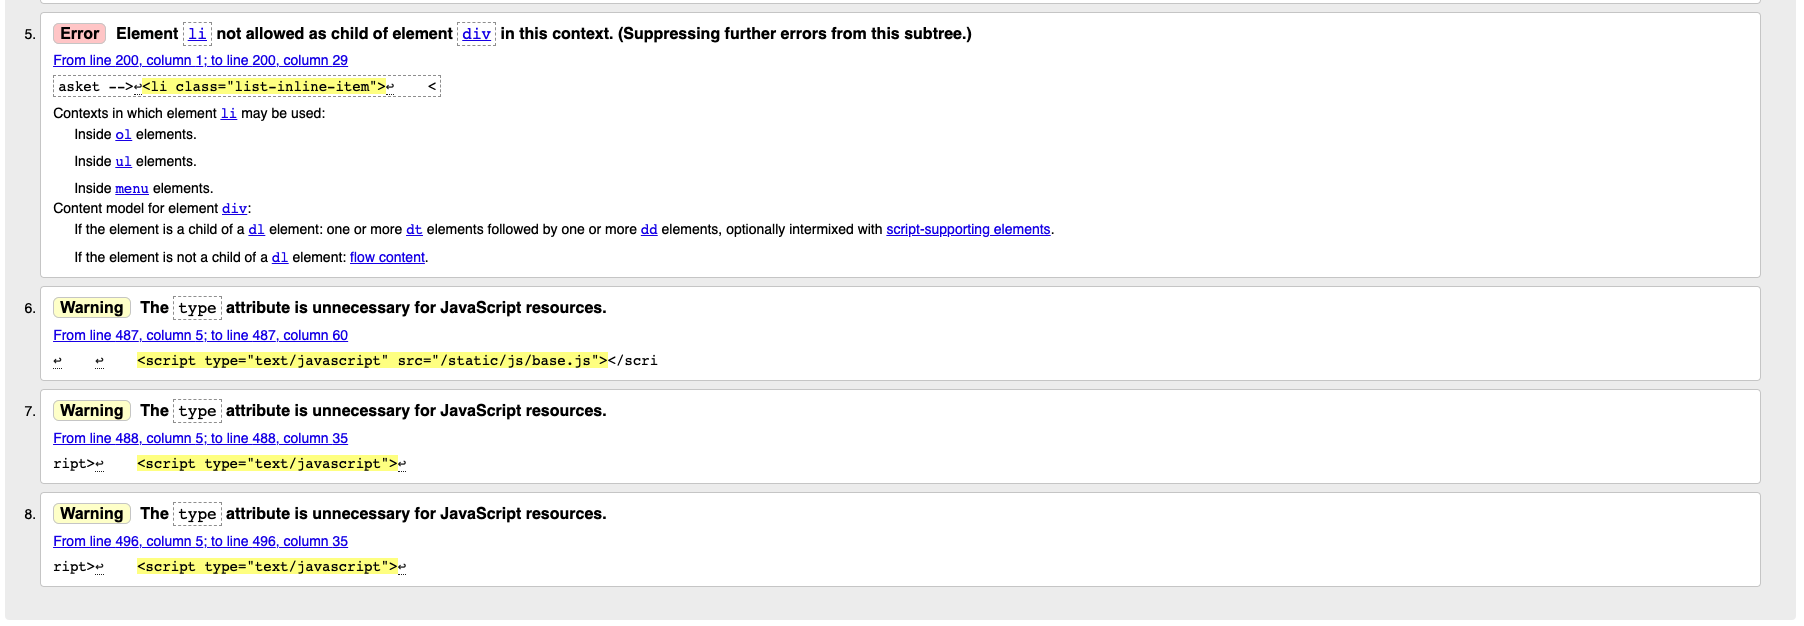 5. Error Element li not allowed as child of element div in this context. (Suppressing further errors from this subtree.)
From line 200, column 1; to line 200, column 29
asket -->↩<li class="list-inline-item">↩    <
Contexts in which element li may be used:
Inside ol elements.
Inside ul elements.
Inside menu elements.
Content model for element div:
If the element is a child of a dl element: one or more dt elements followed by one or more dd elements, optionally intermixed with script-supporting elements.
If the element is not a child of a dl element: flow content.
6. Warning The type attribute is unnecessary for JavaScript resources.
From line 487, column 5; to line 487, column 60
↩    ↩    <script type="text/javascript" src="/static/js/base.js"></scri
7. Warning The type attribute is unnecessary for JavaScript resources.
From line 488, column 5; to line 488, column 35
ript>↩    <script type="text/javascript">↩
8. Warning The type attribute is unnecessary for JavaScript resources.
From line 496, column 5; to line 496, column 35
ript>↩    <script type="text/javascript">↩